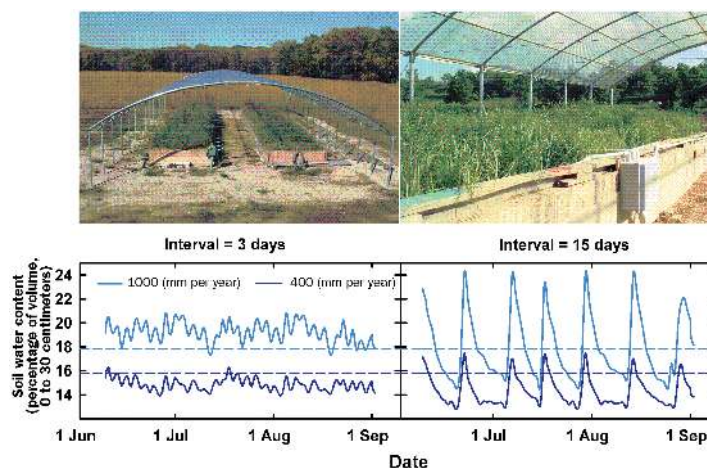 Interval = 3 days
Interval = 15 days
Soil water content
(percentage of volume,
0 to 30 centimeters)
24
22
20
18
16
14
1000 (mm per year)
400 (mm per year)
1 Jun
1 Jul
1 Aug
1 Sep
1 Jul
1 Aug
1 Sep
Date